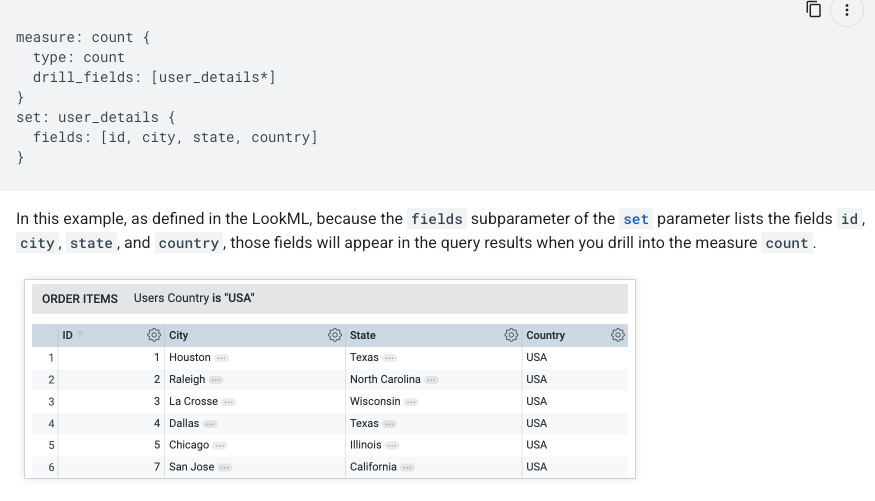 measure: count {
  type: count
  drill_fields: [user_details*]
}
set: user_details {
  fields: [id, city, state, country]
}
In this example, as defined in the LookML, because the fields subparameter of the set parameter lists the fields id,
city, state, and country, those fields will appear in the query results when you drill into the measure count.
ORDER ITEMS Users Country is "USA"
ID City State Country
1 1 Houston Texas USA
2 2 Raleigh North Carolina USA
3 3 La Crosse Wisconsin USA
4 4 Dallas Texas USA
5 5 Chicago Illinois USA
6 7 San Jose California USA